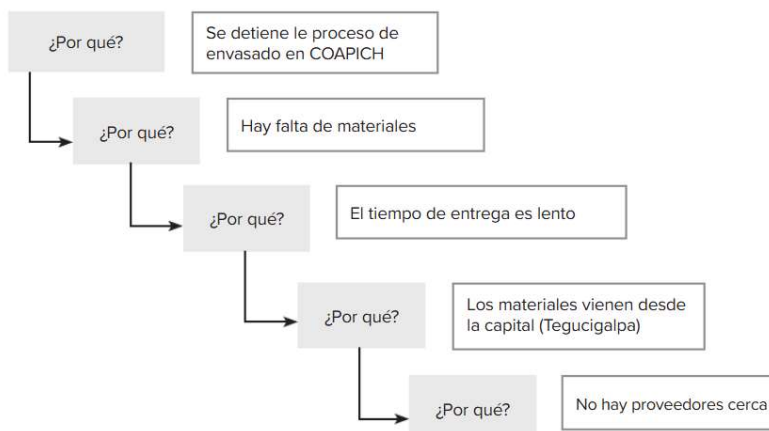 ¿Por qué?
Se detiene le proceso de
envasado en COAPICH
¿Por qué?
Hay falta de materiales
¿Por qué?
El tiempo de entrega es lento
¿Por qué?
Los materiales vienen desde
la capital (Tegucigalpa)
¿Por qué?
No hay proveedores cerca